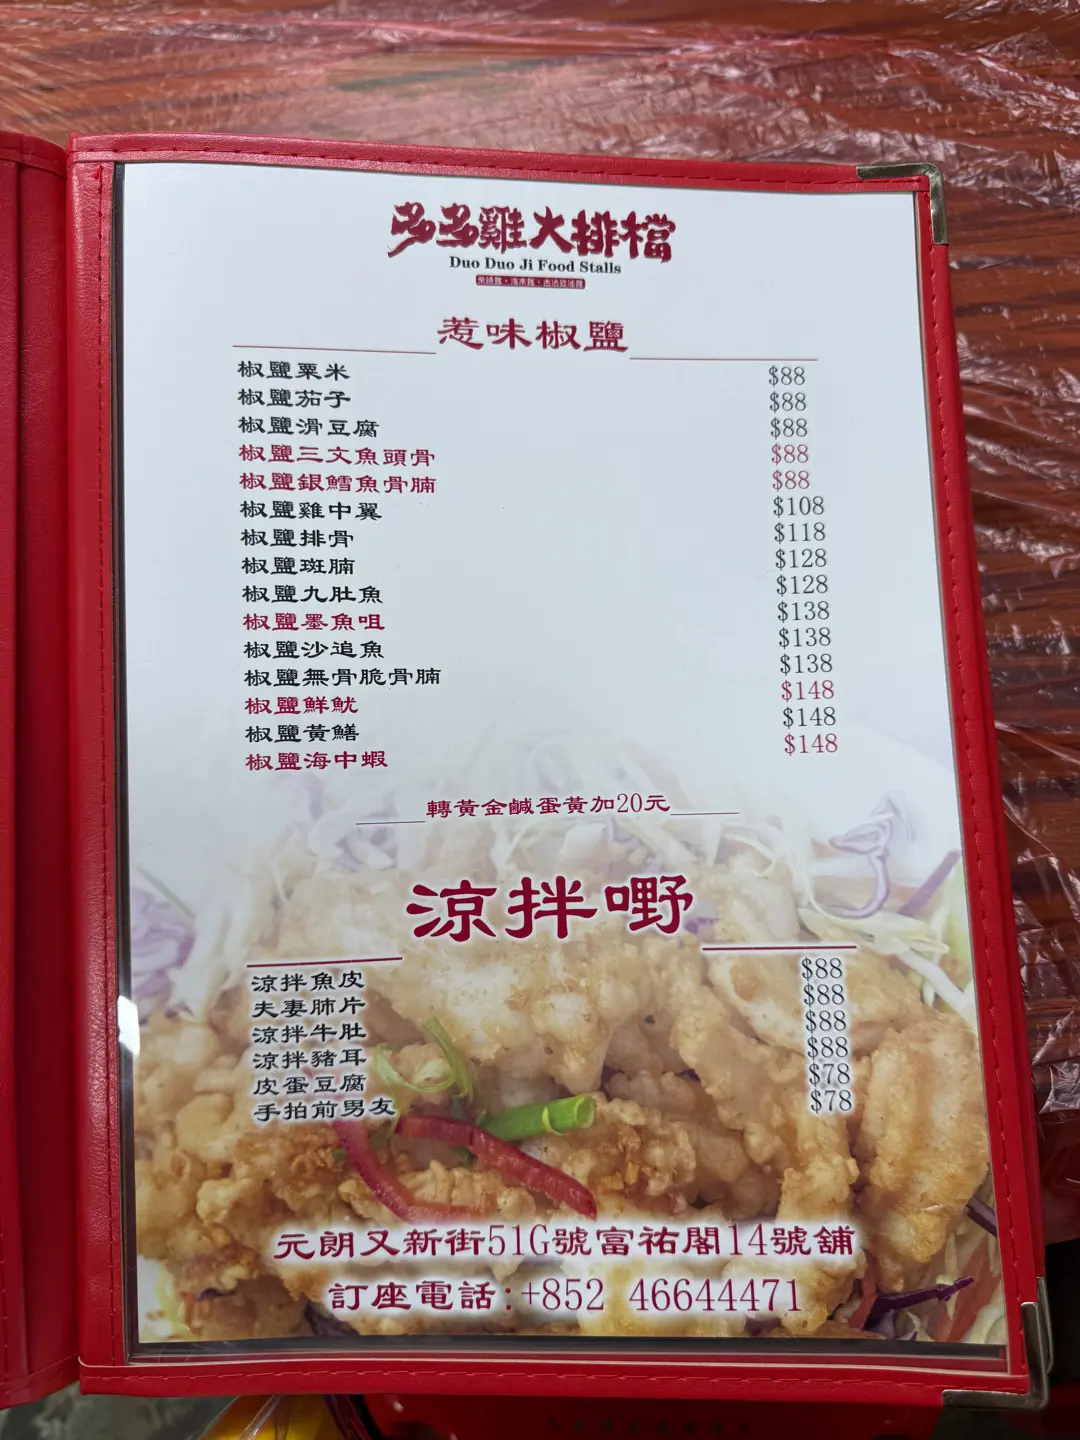 多多雞大排檔
Duo Duo Ji Food Stalls
惹味椒鹽
椒鹽粟米 $88
椒鹽茄子 $88
椒鹽滑豆腐 $88
椒鹽三文魚頭骨 $88
椒鹽銀鱈魚骨腩 $88
椒鹽雞中翼 $108
椒鹽排骨 $118
椒鹽斑腩 $128
椒鹽九肚魚 $128
椒鹽墨魚咀 $138
椒鹽沙追魚 $138
椒鹽無骨脆骨腩 $138
椒鹽鮮魷 $148
椒鹽黃鱔 $148
椒鹽海中蝦 $148
轉黃金鹹蛋黃加20元
涼拌嘢
涼拌魚皮 $88
夫妻肺片 $88
涼拌牛肚 $88
涼拌豬耳 $88
皮蛋豆腐 $78
手拍前男友 $78
元朗又新街51G號富祐閣14號舖
訂座電話:+852 46644471